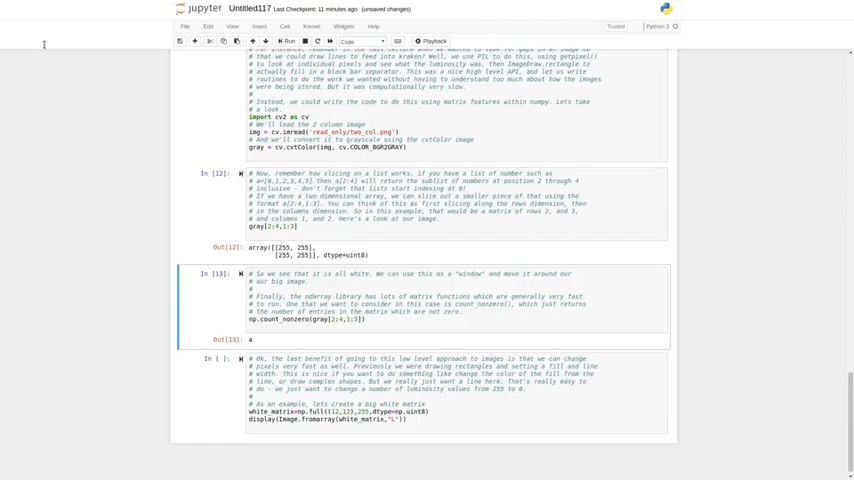 jupyter Untitled117 Last Checkpoint: 11 minutes ago (unsaved changes)
File Edit View Insert Cell Kernel Widgets Help Trusted Python 3
Run Code Playback
# For instance, remember in the last lecture when we wanted to look for gaps in an image so
# that we could draw lines to feed into kraken? Well, we use PIL to do this, using getpixel()
# to look at individual pixels and see what the luminosity was, then ImageDraw.rectangle to
# actually fill in a black bar separator. This was a nice high level API, and let us write
# routines to do the work we wanted without having to understand too much about how the images
# were being stored. But it was computationally very slow.
#
# Instead, we could write the code to do this using matrix features within numpy. Lets take
# a look.
import cv2 as cv
# We'll load the 2 column image
img = cv.imread('read_only/two_col.png')
# And we'll convert it to grayscale using the cvtColor image
gray = cv.cvtColor(img, cv.COLOR_BGR2GRAY)
In [12]:
# Now, remember how slicing on a list works, if you have a list of number such as
# a=[0,1,2,3,4,5] then a[2:4] will return the sublist of numbers at position 2 through 4
# inclusive - don't forget that lists start indexing at 0!
# If we have a two dimensional array, we can slice out a smaller piece of that using the
# format a[2:4,1:3]. You can think of this as first slicing along the rows dimension, then
# in the columns dimension. So in this example, that would be a matrix of rows 2, and 3,
# and columns 1, and 2. Here's a look at our image.
gray[2:4,1:3]
Out[12]: array([[255, 255],
[255, 255]], dtype=uint8)
In [13]:
# So we see that it is all white. We can use this as a "window" and move it around our
# our big image.
#
# Finally, the ndarray library has lots of matrix functions which are generally very fast
# to run. One that we want to consider in this case is count_nonzero(), which just returns
# the number of entries in the matrix which are not zero.
np.count_nonzero(gray[2:4,1:3])
Out[13]: 4
In [ ]:
# Ok, the last benefit of going to this low level approach to images is that we can change
# pixels very fast as well. Previously we were drawing rectangles and setting a fill and line
# width. This is nice if you want to do something like change the color of the fill from the
# line, or draw complex shapes. But we really just want a line here. That's really easy to
# do - we just want to change a number of luminosity values from 255 to 0.
#
# As an example, lets create a big white matrix
white_matrix=np.full((12,12),255,dtype=np.uint8)
display(Image.fromarray(white_matrix,"L"))